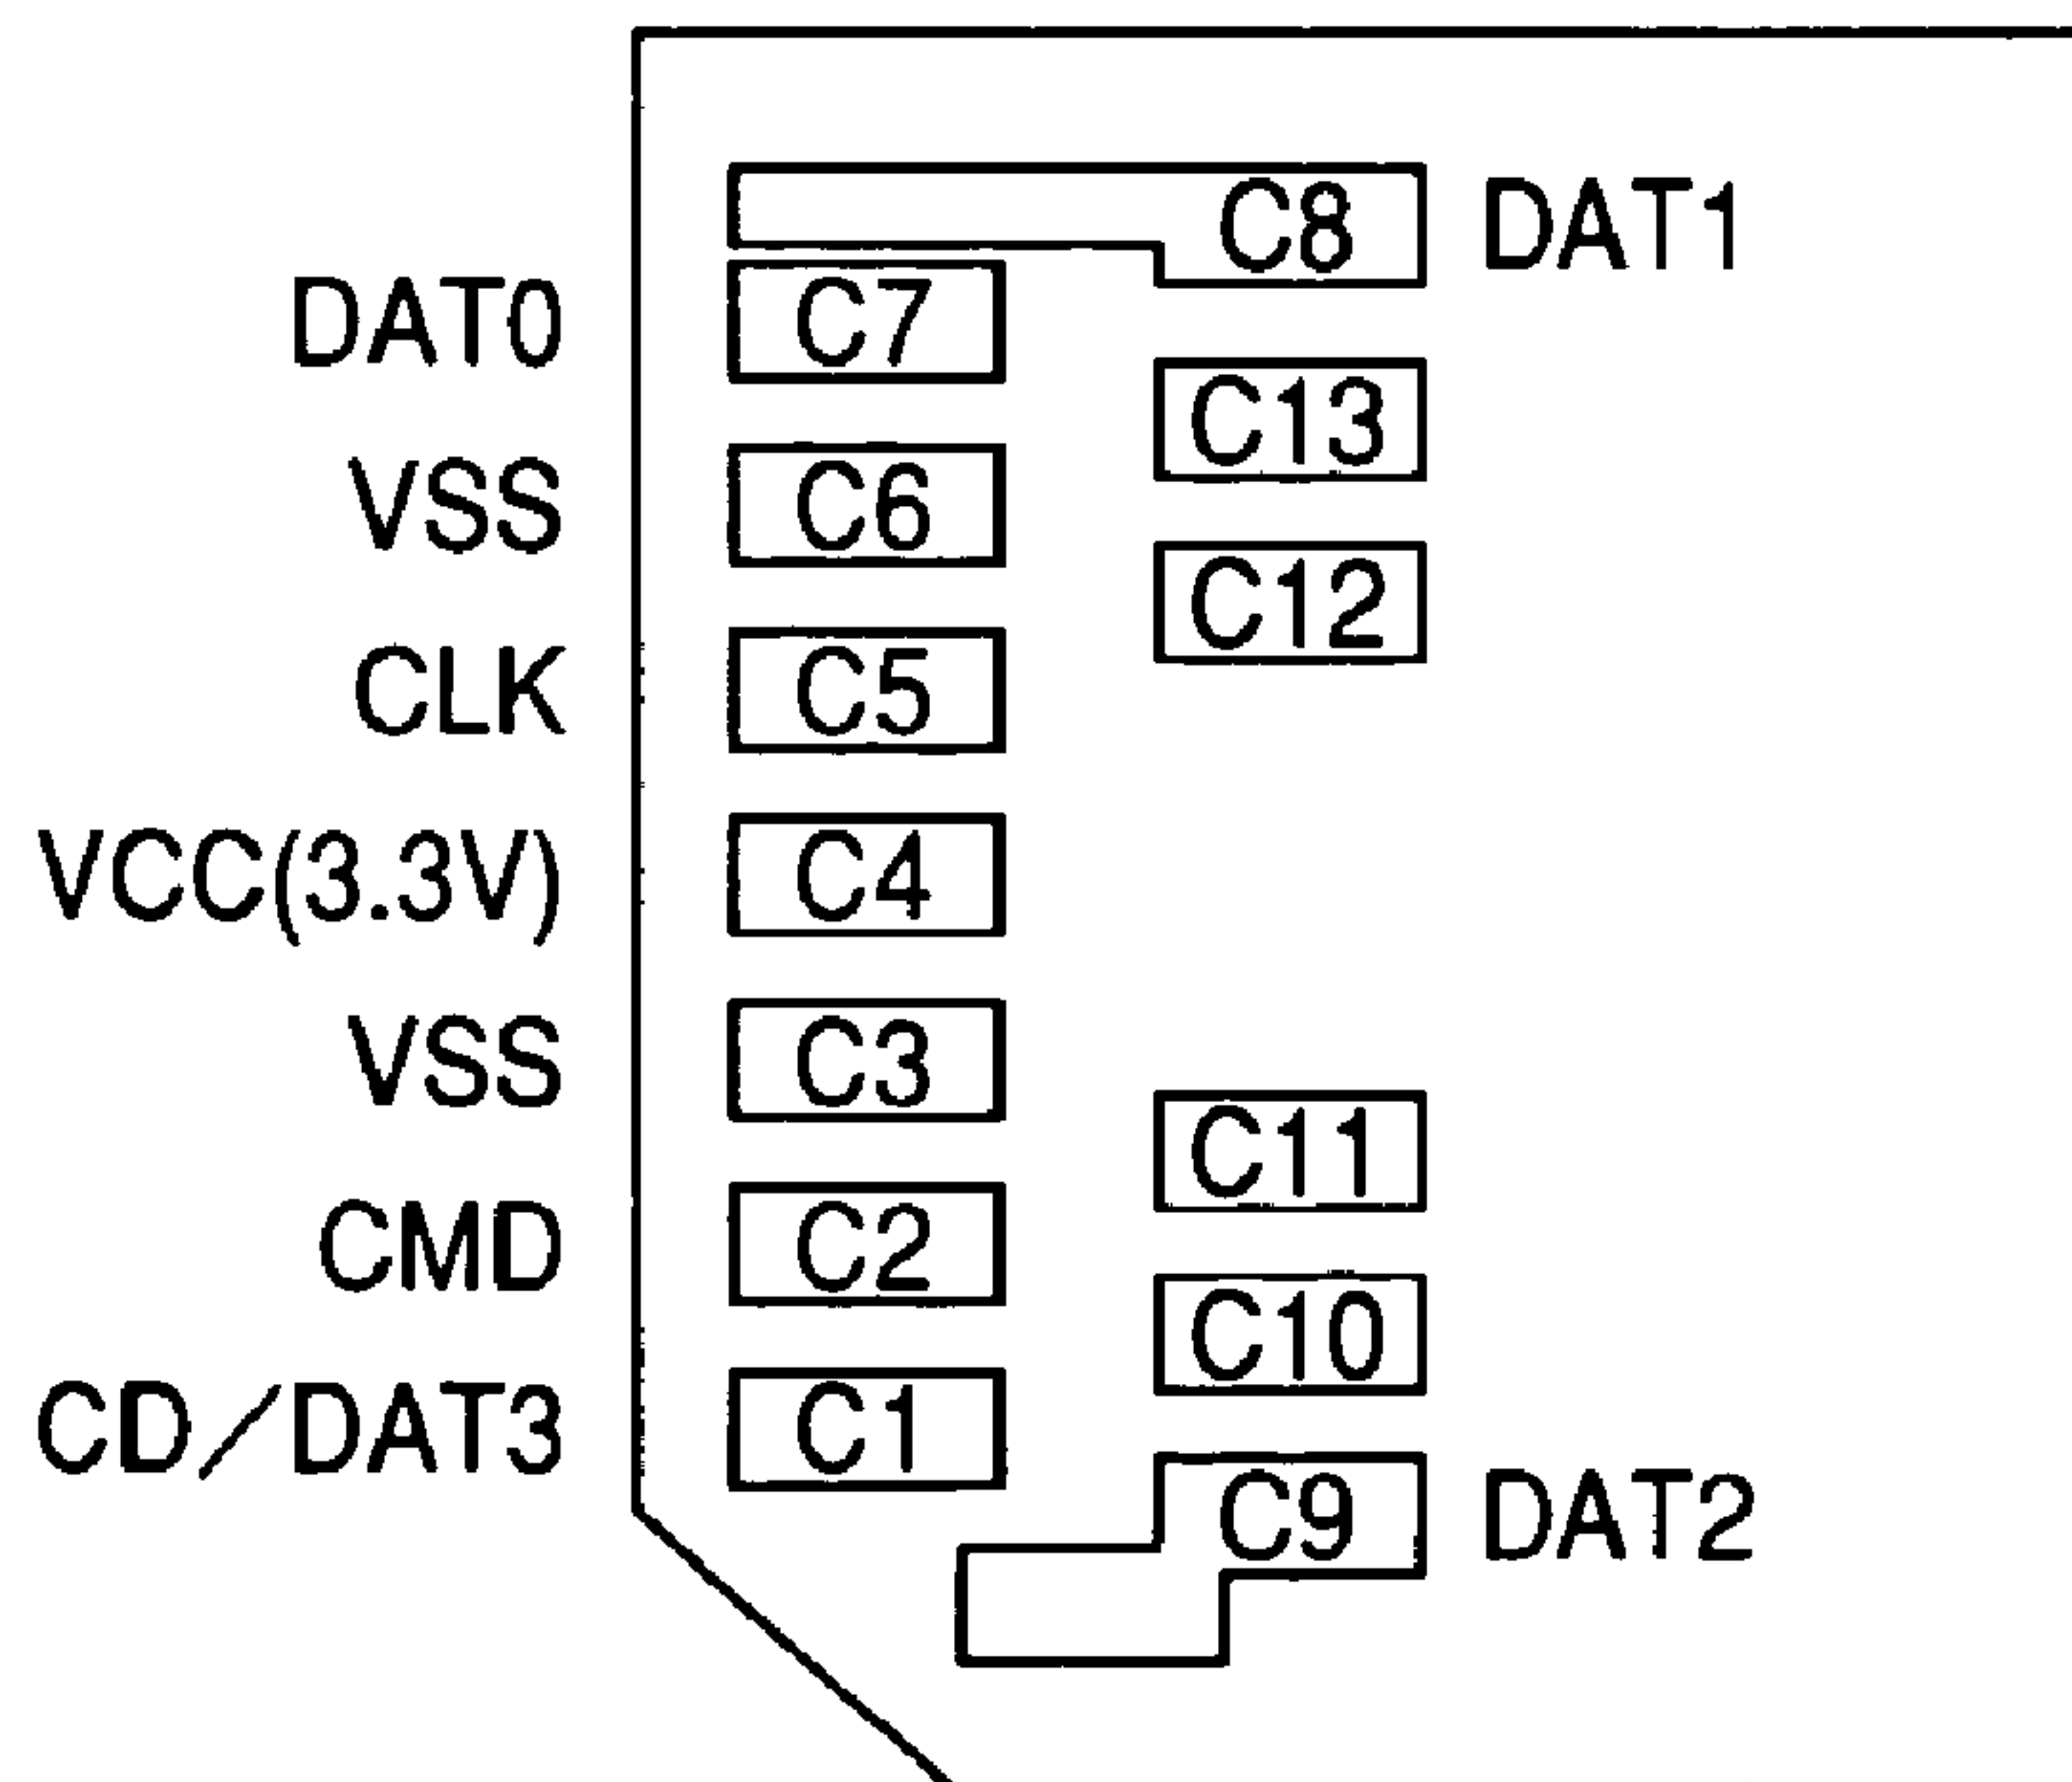 C8 DAT1
DAT0 C7
C13
VSS C6
C12
CLK C5
VCC(3.3V) C4
VSS C3
C11
CMD C2
C10
CD/DAT3 C1
C9 DAT2